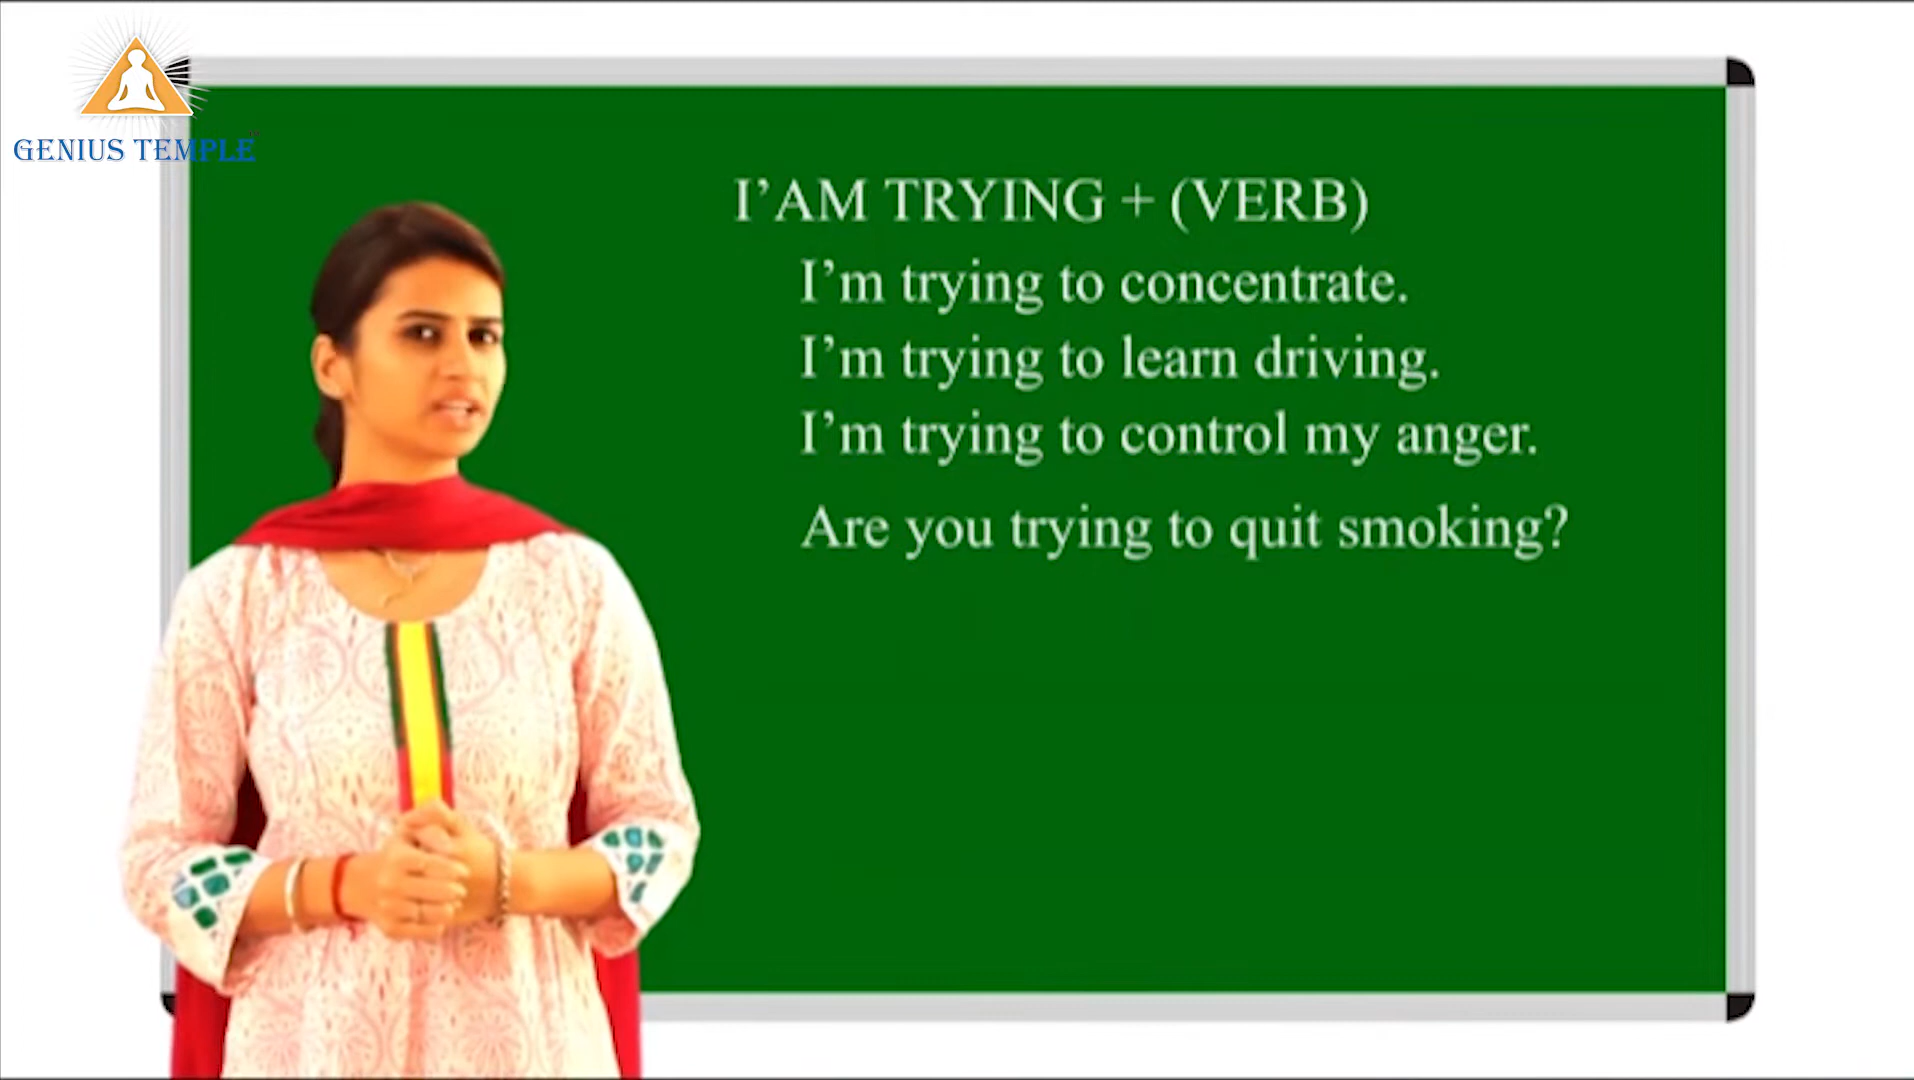 GENIUS TEMPLE™
I’AM TRYING + (VERB)
I’m trying to concentrate.
I’m trying to learn driving.
I’m trying to control my anger.
Are you trying to quit smoking?